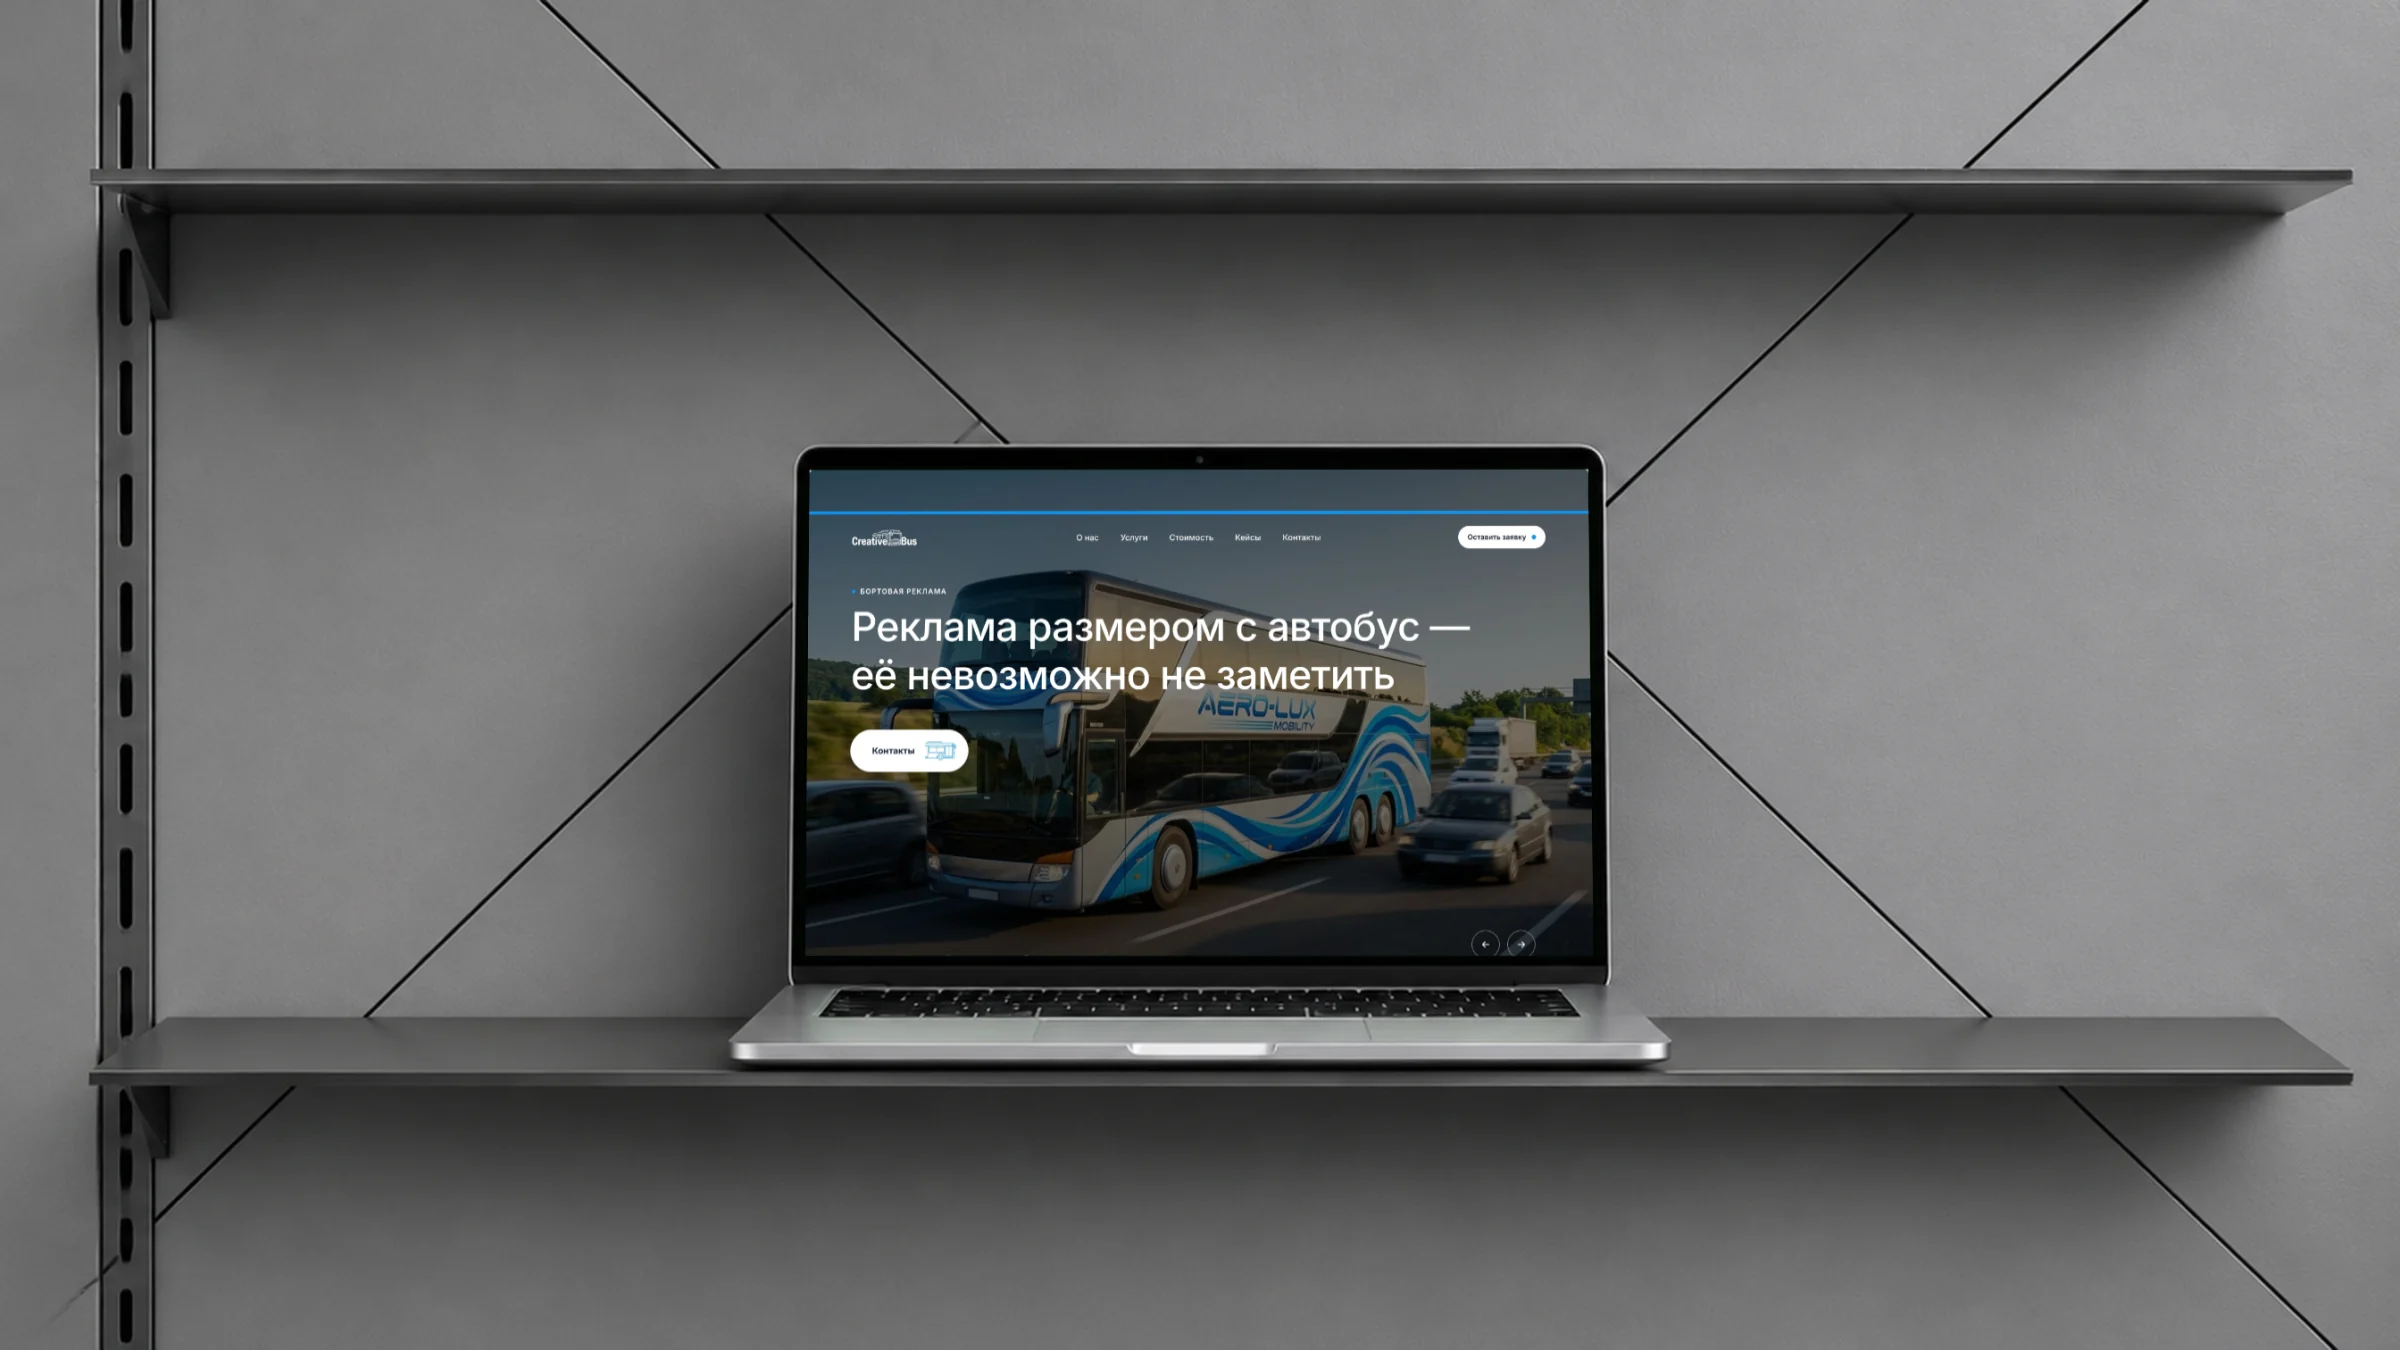 CreativeBus
О нас
Услуги
Стоимость
Кейсы
Контакты
Оставить заявку
БОРТОВАЯ РЕКЛАМА
Реклама размером с автобус —
её невозможно не заметить
AERO-LUX
MOBILITY
Контакты